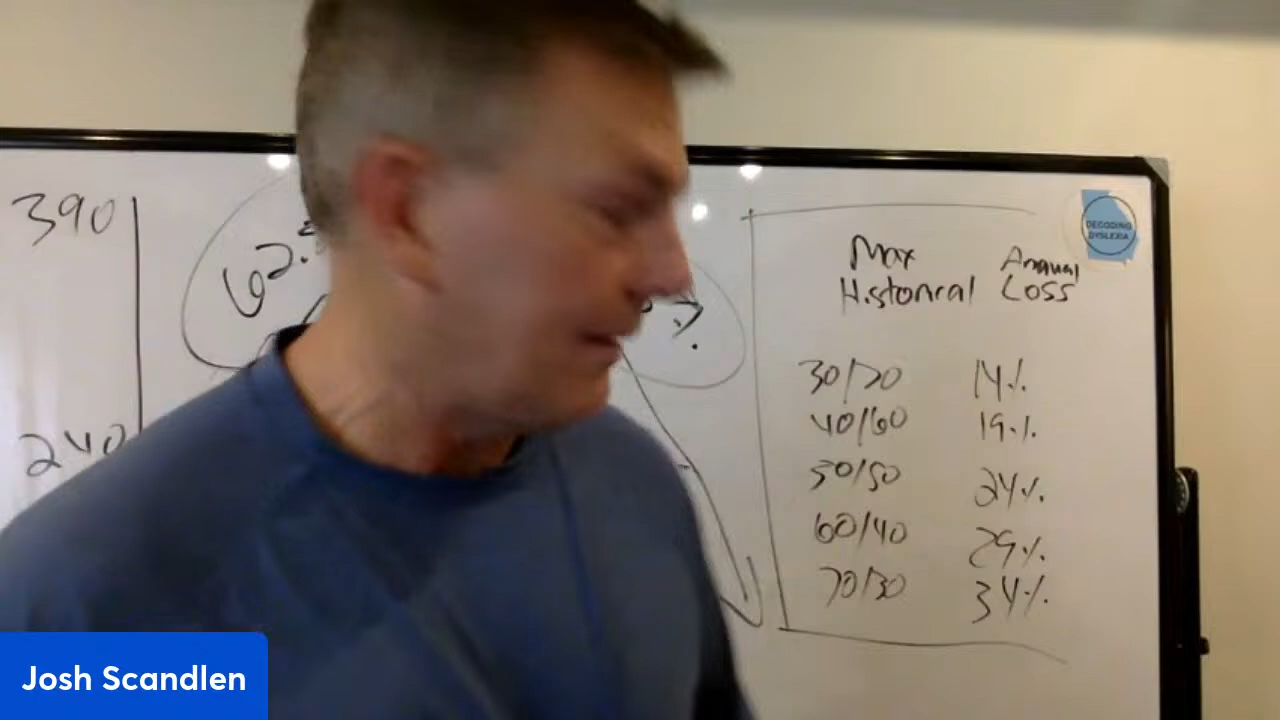 390
240
62.
%
Max Annual
Historical Loss
30/70 14%
40/60 19%
50/50 24%
60/40 29%
70/30 34%
DECODING
DYSLEXIA
Josh Scandlen